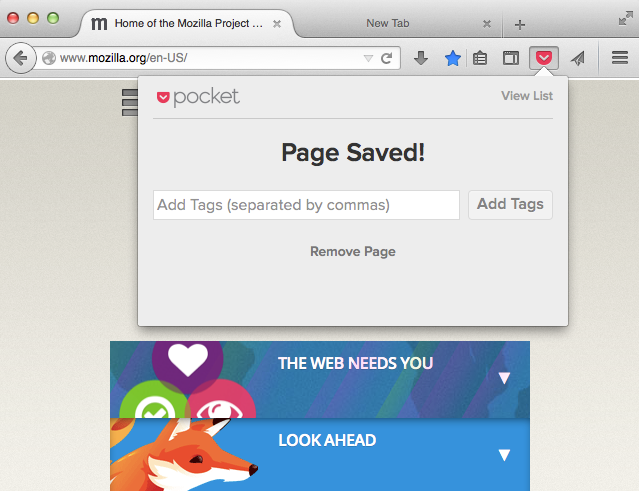 m Home of the Mozilla Project ...
New Tab
www.mozilla.org/en-US/
pocket
View List
Page Saved!
Add Tags (separated by commas)
Add Tags
Remove Page
THE WEB NEEDS YOU
LOOK AHEAD